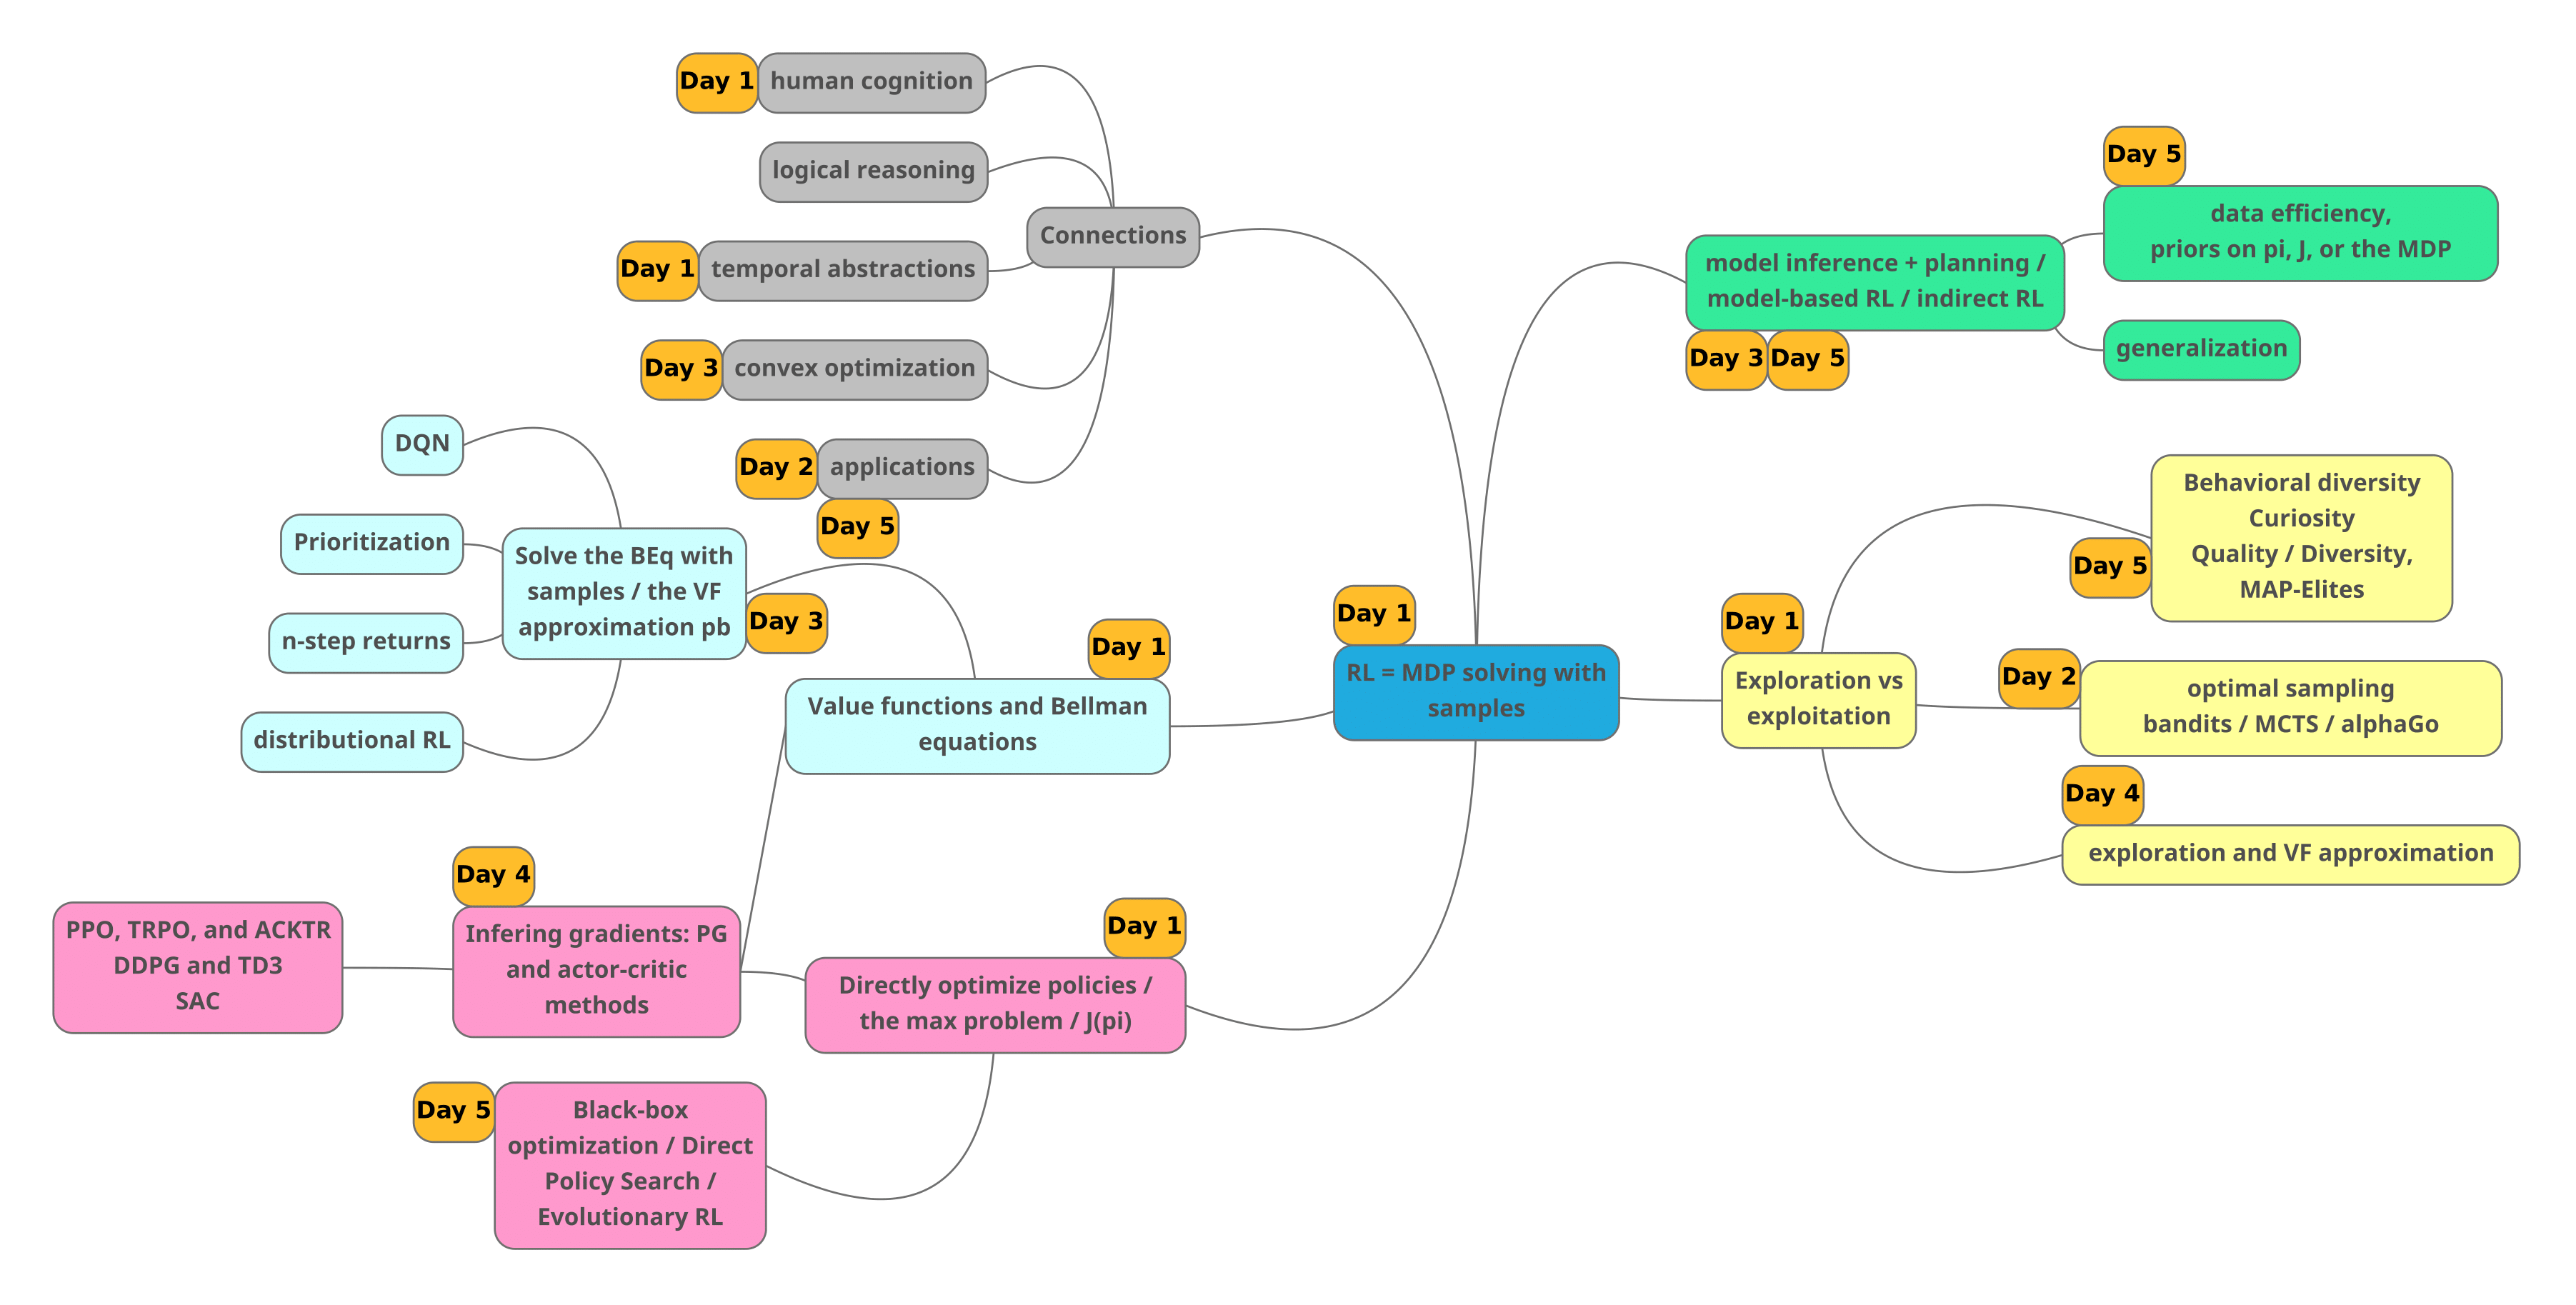 Day 1
human cognition
logical reasoning
Day 1
temporal abstractions
Day 3
convex optimization
Day 2
applications
Day 5
Connections
DQN
Prioritization
n-step returns
distributional RL
Solve the BEq with
samples / the VF
approximation pb
Day 3
Day 1
Value functions and Bellman
equations
PPO, TRPO, and ACKTR
DDPG and TD3
SAC
Day 4
Infering gradients: PG
and actor-critic
methods
Day 1
Directly optimize policies /
the max problem / J(pi)
Day 5
Black-box
optimization / Direct
Policy Search /
Evolutionary RL
Day 1
RL = MDP solving with
samples
model inference + planning /
model-based RL / indirect RL
Day 3
Day 5
Day 5
data efficiency,
priors on pi, J, or the MDP
generalization
Day 1
Exploration vs
exploitation
Behavioral diversity
Curiosity
Quality / Diversity,
MAP-Elites
Day 5
Day 2
optimal sampling
bandits / MCTS / alphaGo
Day 4
exploration and VF approximation